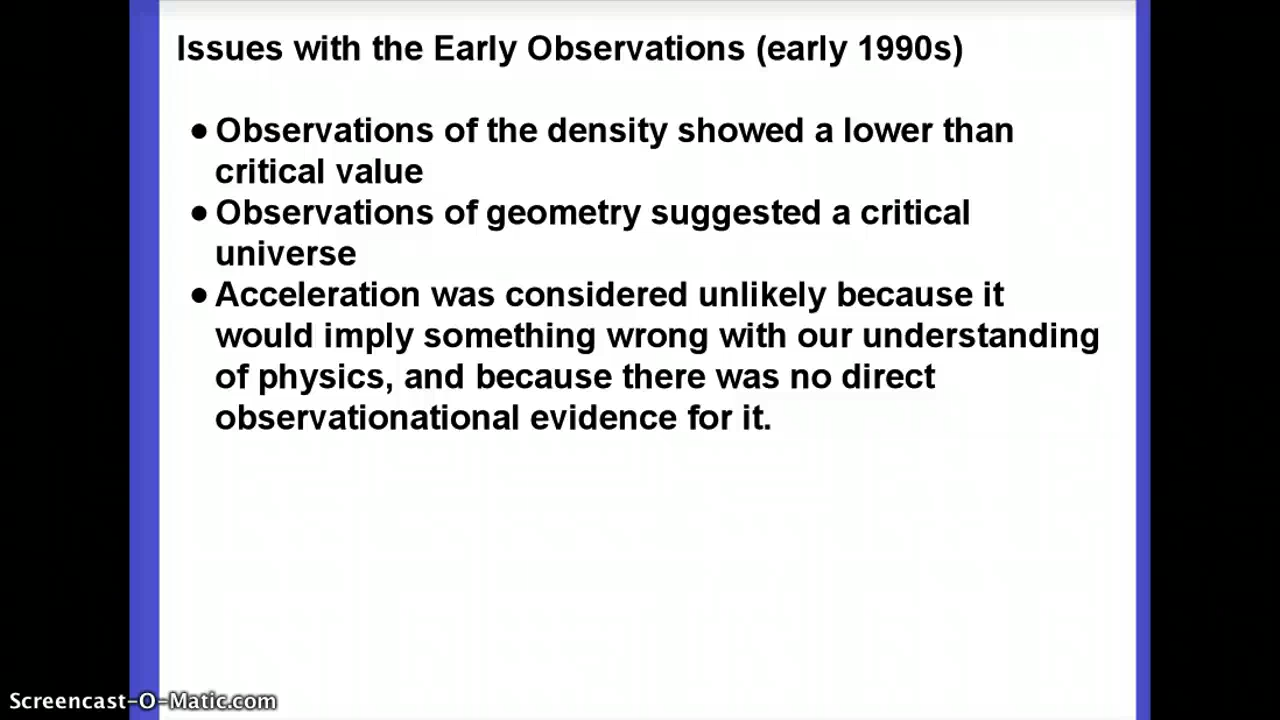 Issues with the Early Observations (early 1990s)
● Observations of the density showed a lower than
critical value
● Observations of geometry suggested a critical
universe
● Acceleration was considered unlikely because it
would imply something wrong with our understanding
of physics, and because there was no direct
observationational evidence for it.
Screencast-O-Matic.com